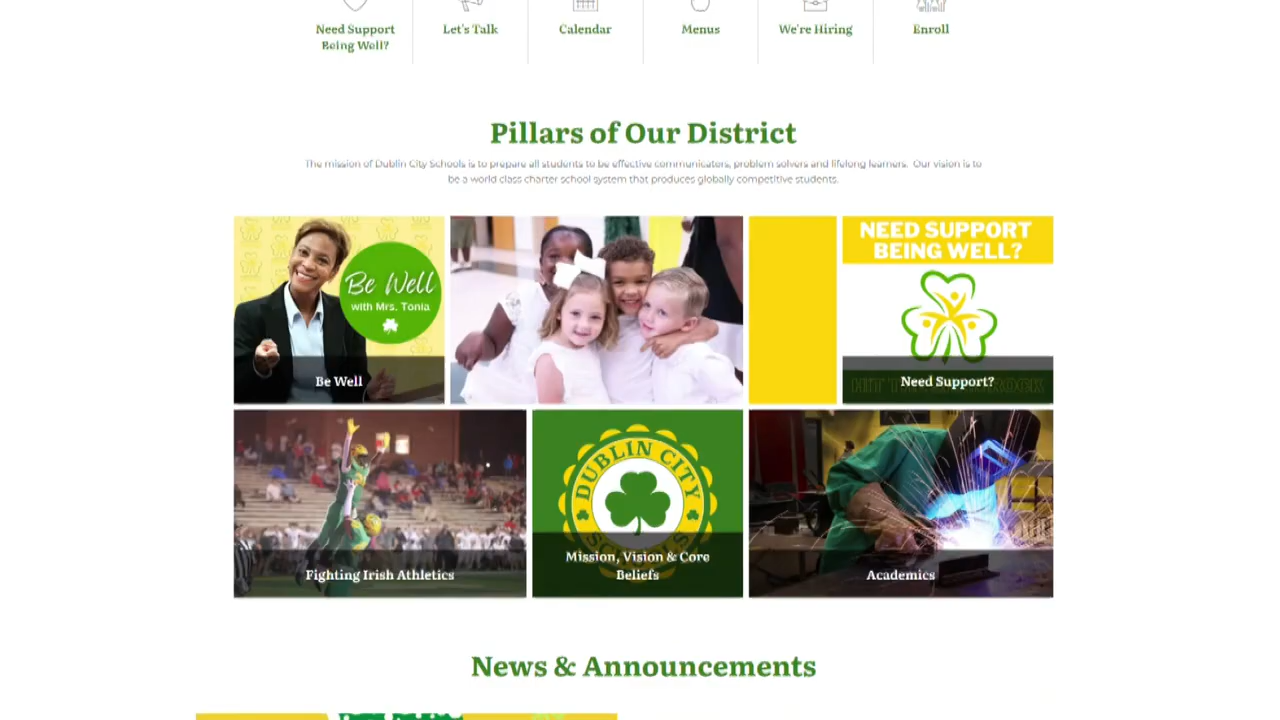 Need Support
Being Well?
Let's Talk
Calendar
Menus
We're Hiring
Enroll
Pillars of Our District
The mission of Dublin City Schools is to prepare all students to be effective communicators, problem solvers and lifelong learners. Our vision is to
be a world class charter school system that produces globally competitive students.
Be Well
with Mrs. Tonia
Be Well
NEED SUPPORT
BEING WELL?
Need Support?
Fighting Irish Athletics
DUBLIN CITY
Mission, Vision & Core
Beliefs
Academics
News & Announcements